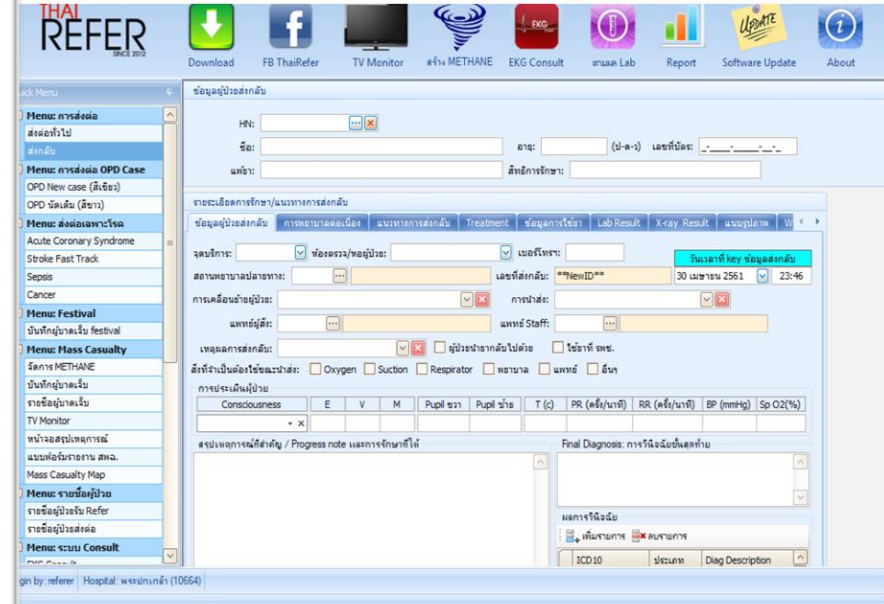 THAI
REFER
SINCE 2012
Download
FB ThaiRefer
TV Monitor
สร้าง METHANE
EKG Consult
ตามผล Lab
Report
Software Update
About
ข้อมูลผู้ป่วยส่งกลับ
Menu: การส่งต่อ
ส่งต่อทั่วไป
ส่งกลับ
Menu: การส่งต่อ OPD Case
OPD New case (สีเขียว)
OPD นัดเดิม (สีขาว)
Menu: ส่งต่อเฉพาะโรค
Acute Coronary Syndrome
Stroke Fast Track
Sepsis
Cancer
Menu: Festival
บันทึกผู้บาดเจ็บ festival
Menu: Mass Casualty
จัดการ METHANE
บันทึกผู้บาดเจ็บ
รายชื่อผู้บาดเจ็บ
TV Monitor
หน้าจอสรุปเหตุการณ์
แบบฟอร์มรายงาน สพฉ.
Mass Casualty Map
Menu: รายชื่อผู้ป่วย
รายชื่อผู้ป่วยรับ Refer
รายชื่อผู้ป่วยส่งต่อ
Menu: ระบบ Consult
HN:
ชื่อ: อายุ: (ป-ด-ว) เลขที่บัตร:
แพ้ยา: สิทธิการรักษา:
รายระเอียดการรักษา/แนวทางการส่งกลับ
ข้อมูลผู้ป่วยส่งกลับ การพยาบาลต่อเนื่อง แนวทางการส่งกลับ Treatment ข้อมูลการใช้ยา Lab Result X-ray Result แนบรูปภาพ W
จุดบริการ: ห้องตรวจ/หอผู้ป่วย: เบอร์โทรฯ:
วันเวลาที่ key ข้อมูลส่งกลับ
สถานพยาบาลปลายทาง: เลขที่ส่งกลับ: **NewID** 30 เมษายน 2561 23:46
การเคลื่อนย้ายผู้ป่วย: การนำส่ง:
แพทย์ผู้สั่ง: แพทย์ Staff:
เหตุผลการส่งกลับ: ผู้ป่วยนำยากลับไปด้วย ใช้ยาที่ รพช.
สิ่งที่จำเป็นต้องใช้ขณะนำส่ง: Oxygen Suction Respirator พยาบาล แพทย์ อื่นๆ
การประเมินผู้ป่วย
Consciousness E V M Pupil ขวา Pupil ซ้าย T (c) PR (ครั้ง/นาที) RR (ครั้ง/นาที) BP (mmHg) Sp O2(%)
สรุปเหตุการณ์ที่สำคัญ / Progress note และการรักษาที่ให้
Final Diagnosis: การวินิจฉัยขั้นสุดท้าย
ผลการวินิจฉัย
เพิ่มรายการ ลบรายการ
ICD10 ประเภท Diag Description
gin by: referer Hospital: พระปกเกล้า (10664)